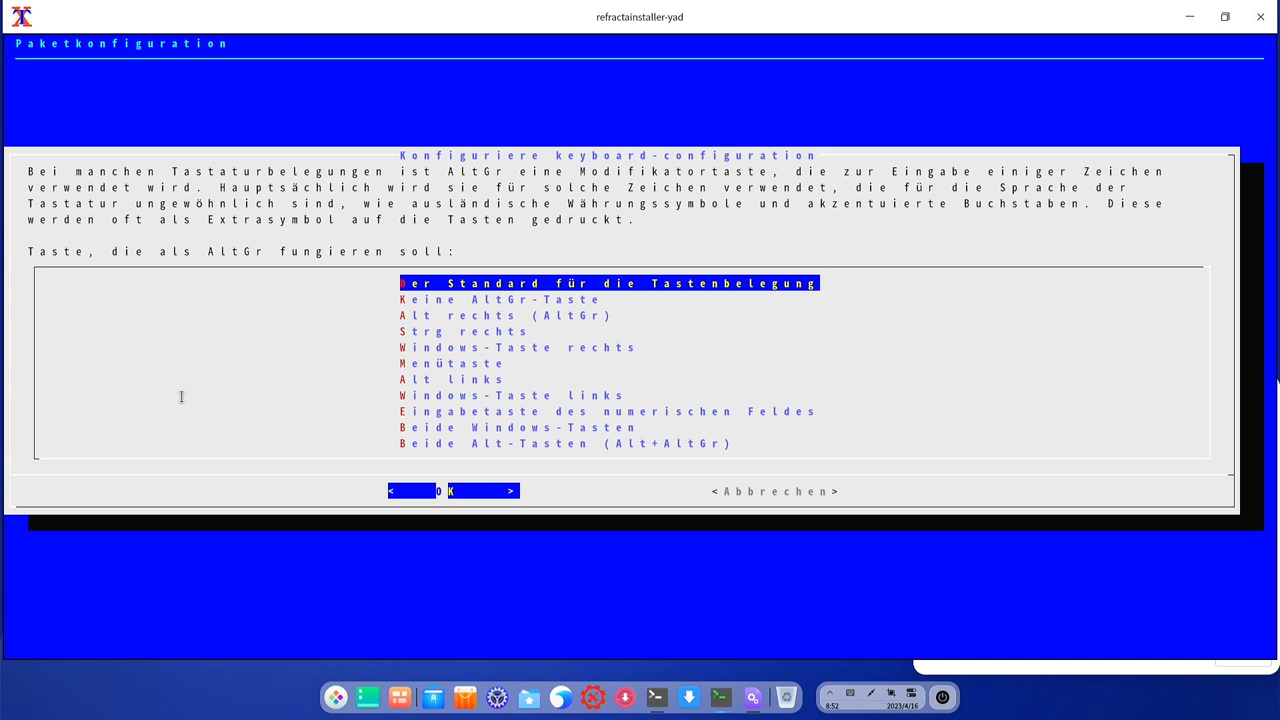 refractainstaller-yad
Paketkonfiguration
Konfiguriere keyboard-configuration
Bei manchen Tastaturbelegungen ist AltGr eine Modifikatortaste, die zur Eingabe einiger Zeichen
verwendet wird. Hauptsächlich wird sie für solche Zeichen verwendet, die für die Sprache der
Tastatur ungewöhnlich sind, wie ausländische Währungssymbole und akzentuierte Buchstaben. Diese
werden oft als Extrasymbol auf die Tasten gedruckt.
Taste, die als AltGr fungieren soll:
Der Standard für die Tastenbelegung
Keine AltGr-Taste
Alt rechts (AltGr)
Strg rechts
Windows-Taste rechts
Menütaste
Alt links
Windows-Taste links
Eingabetaste des numerischen Feldes
Beide Windows-Tasten
Beide Alt-Tasten (Alt+AltGr)
< OK > <Abbrechen>
8:52 2023/4/16